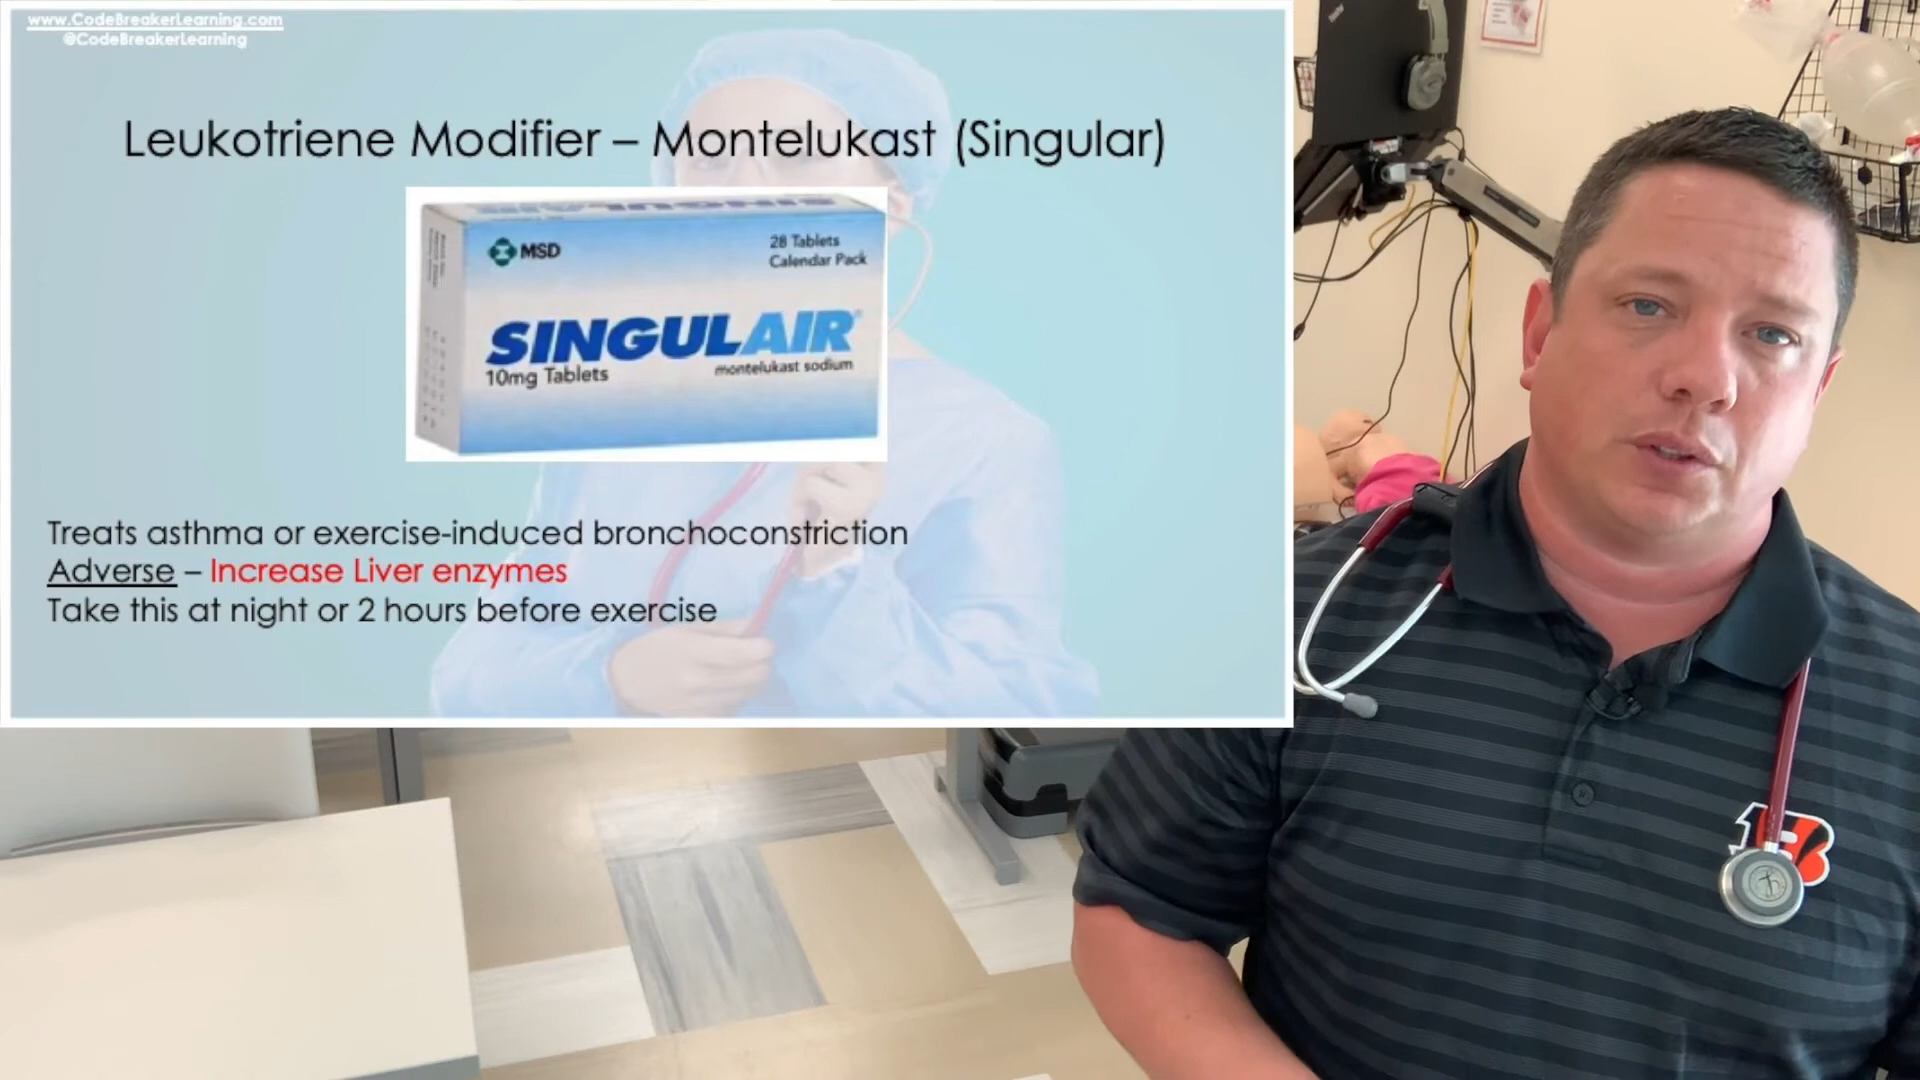 www.CodeBreakerLearning.com
@CodeBreakerLearning
Leukotriene Modifier – Montelukast (Singular)
SINGULAIR
MSD
28 Tablets
Calendar Pack
SINGULAIR
10mg Tablets
montelukast sodium
Treats asthma or exercise-induced bronchoconstriction
Adverse – Increase Liver enzymes
Take this at night or 2 hours before exercise